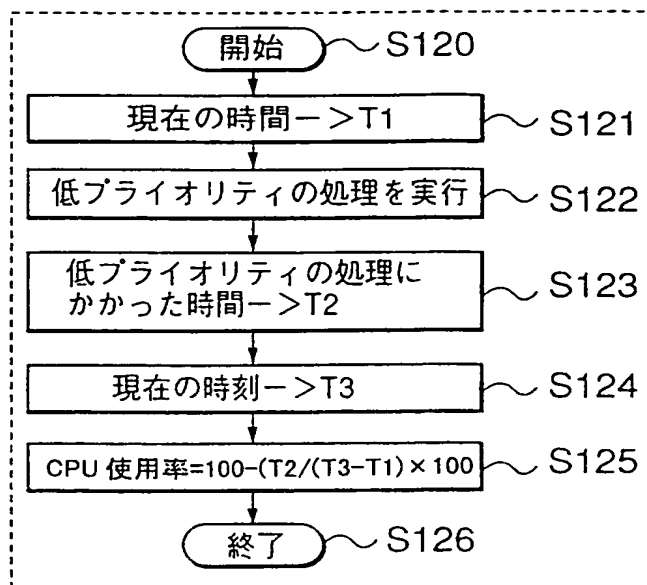 開始 S120
現在の時間ー>T1 S121
低プライオリティの処理を実行 S122
低プライオリティの処理に
かかった時間ー>T2 S123
現在の時刻ー>T3 S124
CPU 使用率=100-(T2/(T3-T1)×100 S125
終了 S126